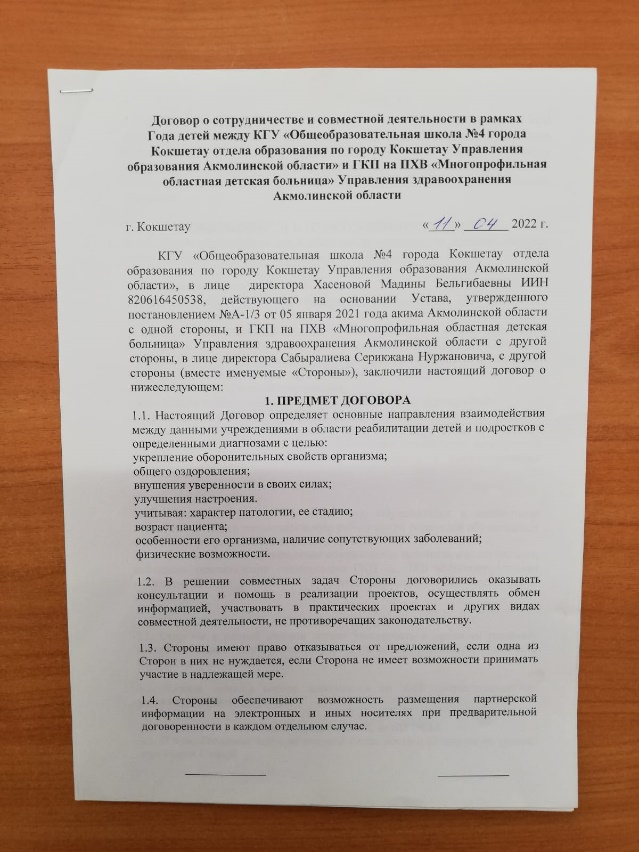 Договор о сотрудничестве и совместной деятельности в рамках
Года детей между КГУ «Общеобразовательная школа №4 города
Кокшетау отдела образования по городу Кокшетау Управления
образования Акмолинской области» и ГКП на ПХВ «Многопрофильная
областная детская больница» Управления здравоохранения
Акмолинской области
г. Кокшетау «11» 04 2022 г.
КГУ «Общеобразовательная школа №4 города Кокшетау отдела
образования по городу Кокшетау Управления образования Акмолинской
области», в лице директора Хасеновой Мадины Бельгибаевны ИИН
820616450538, действующего на основании Устава, утвержденного
постановлением №А-1/3 от 05 января 2021 года акима Акмолинской области
с одной стороны, и ГКП на ПХВ «Многопрофильная областная детская
больница» Управления здравоохранения Акмолинской области с другой
стороны, в лице директора Сабыралиева Серикжана Нуржановича, с другой
стороны (вместе именуемые «Стороны»), заключили настоящий договор о
нижеследующем:
1. ПРЕДМЕТ ДОГОВОРА
1.1. Настоящий Договор определяет основные направления взаимодействия
между данными учреждениями в области реабилитации детей и подростков с
определенными диагнозами с целью:
укрепление оборонительных свойств организма;
общего оздоровления;
внушения уверенности в своих силах;
улучшения настроения.
учитывая: характер патологии, ее стадию;
возраст пациента;
особенности его организма, наличие сопутствующих заболеваний;
физические возможности.
1.2. В решении совместных задач Стороны договорились оказывать
консультации и помощь в реализации проектов, осуществлять обмен
информацией, участвовать в практических проектах и других видах
совместной деятельности, не противоречащих законодательству.
1.3. Стороны имеют право отказываться от предложений, если одна из
Сторон в них не нуждается, если Сторона не имеет возможности принимать
участие в надлежащей мере.
1.4. Стороны обеспечивают возможность размещения партнерской
информации на электронных и иных носителях при предварительной
договоренности в каждом отдельном случае.